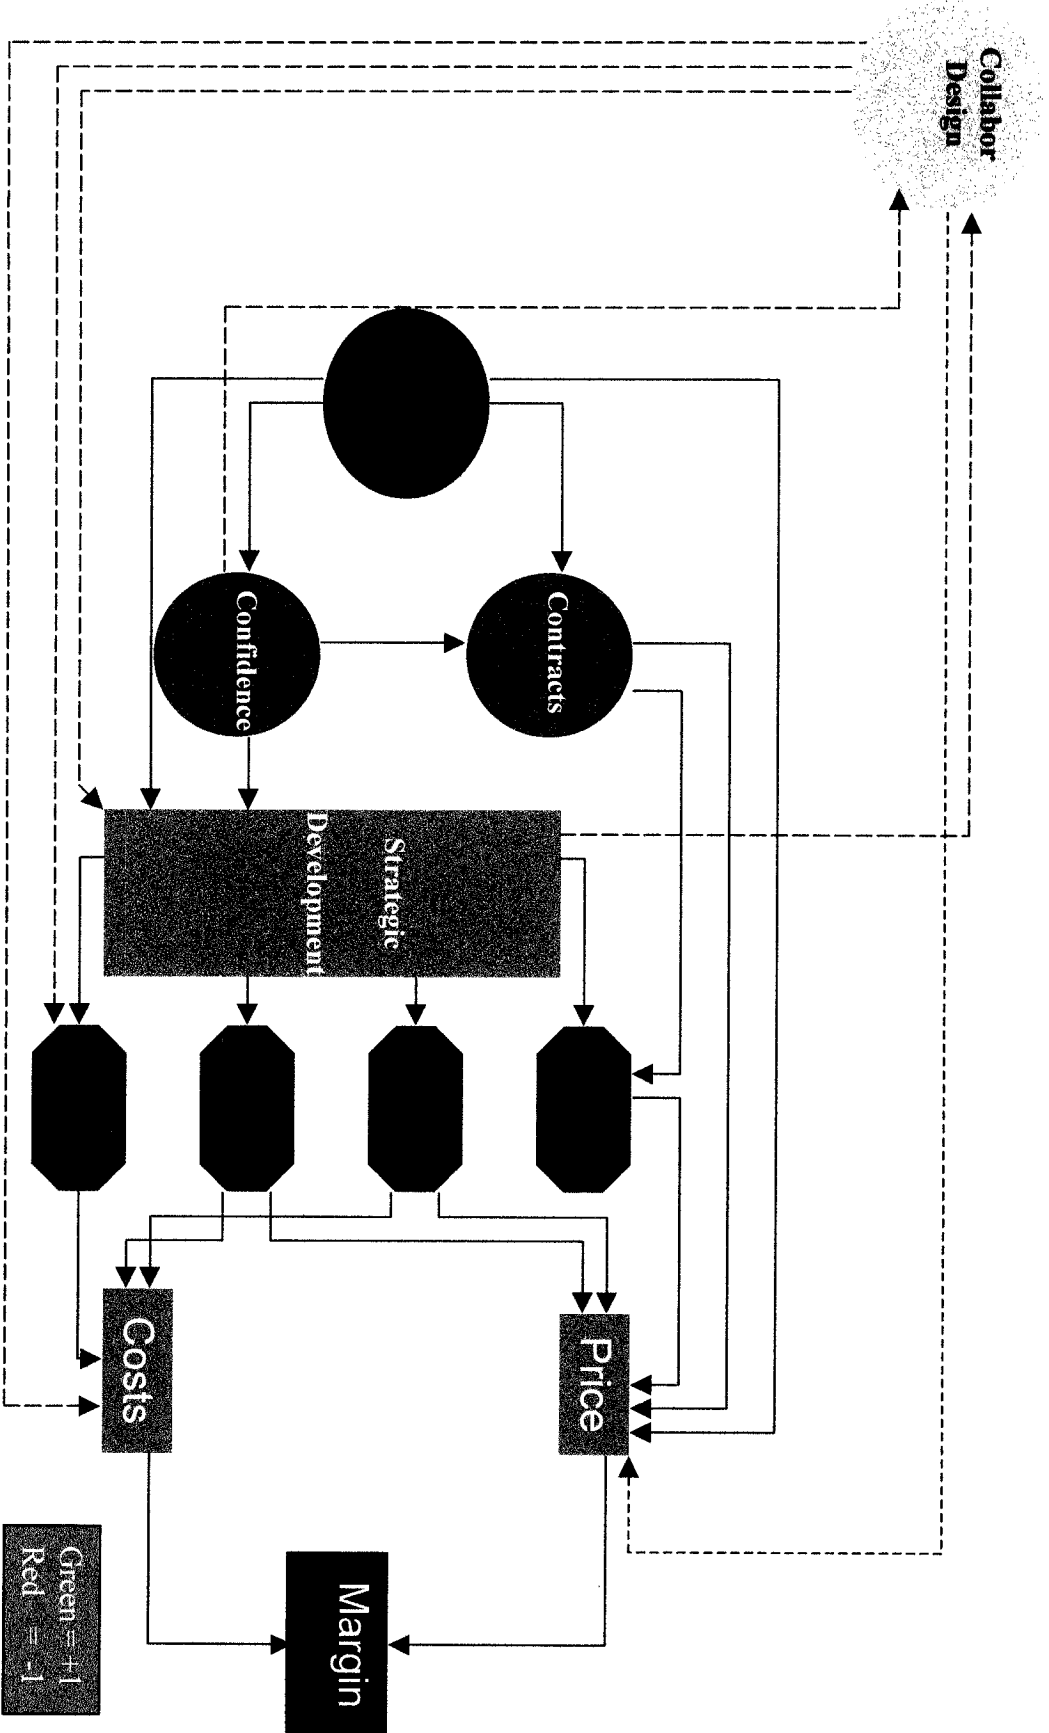 Collabor
Design
Contracts
Confidence
Strategic
Development
Price
Costs
Margin
Green = +1
Red = -1